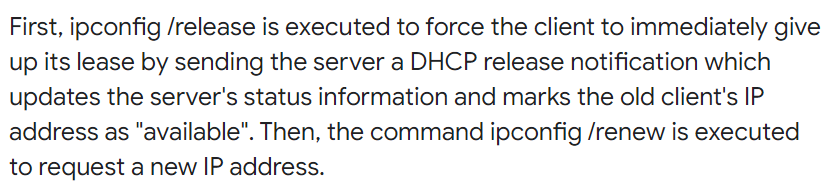 First, ipconfig /release is executed to force the client to immediately give
up its lease by sending the server a DHCP release notification which
updates the server's status information and marks the old client's IP
address as "available". Then, the command ipconfig /renew is executed
to request a new IP address.